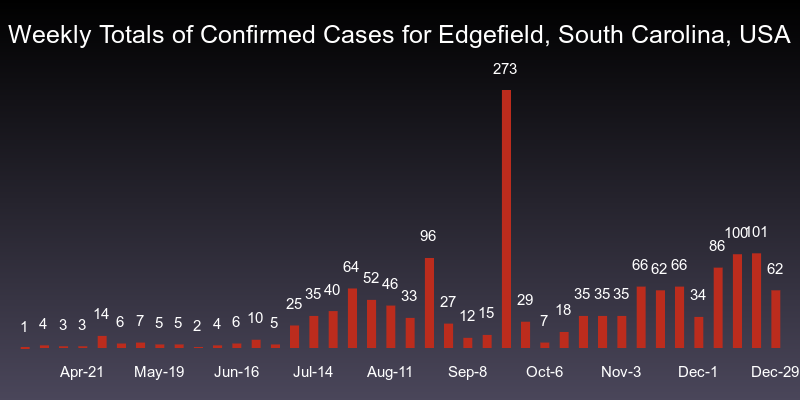 Weekly Totals of Confirmed Cases for Edgefield, South Carolina, USA
273
1 4 3 3 14 6 7 5 5 2 4 6 10 5 25 35 40 64 52 46 33 96 27 12 15 29 7 18 35 35 35 66 62 66 34 86 100 101 62
Apr-21 May-19 Jun-16 Jul-14 Aug-11 Sep-8 Oct-6 Nov-3 Dec-1 Dec-29